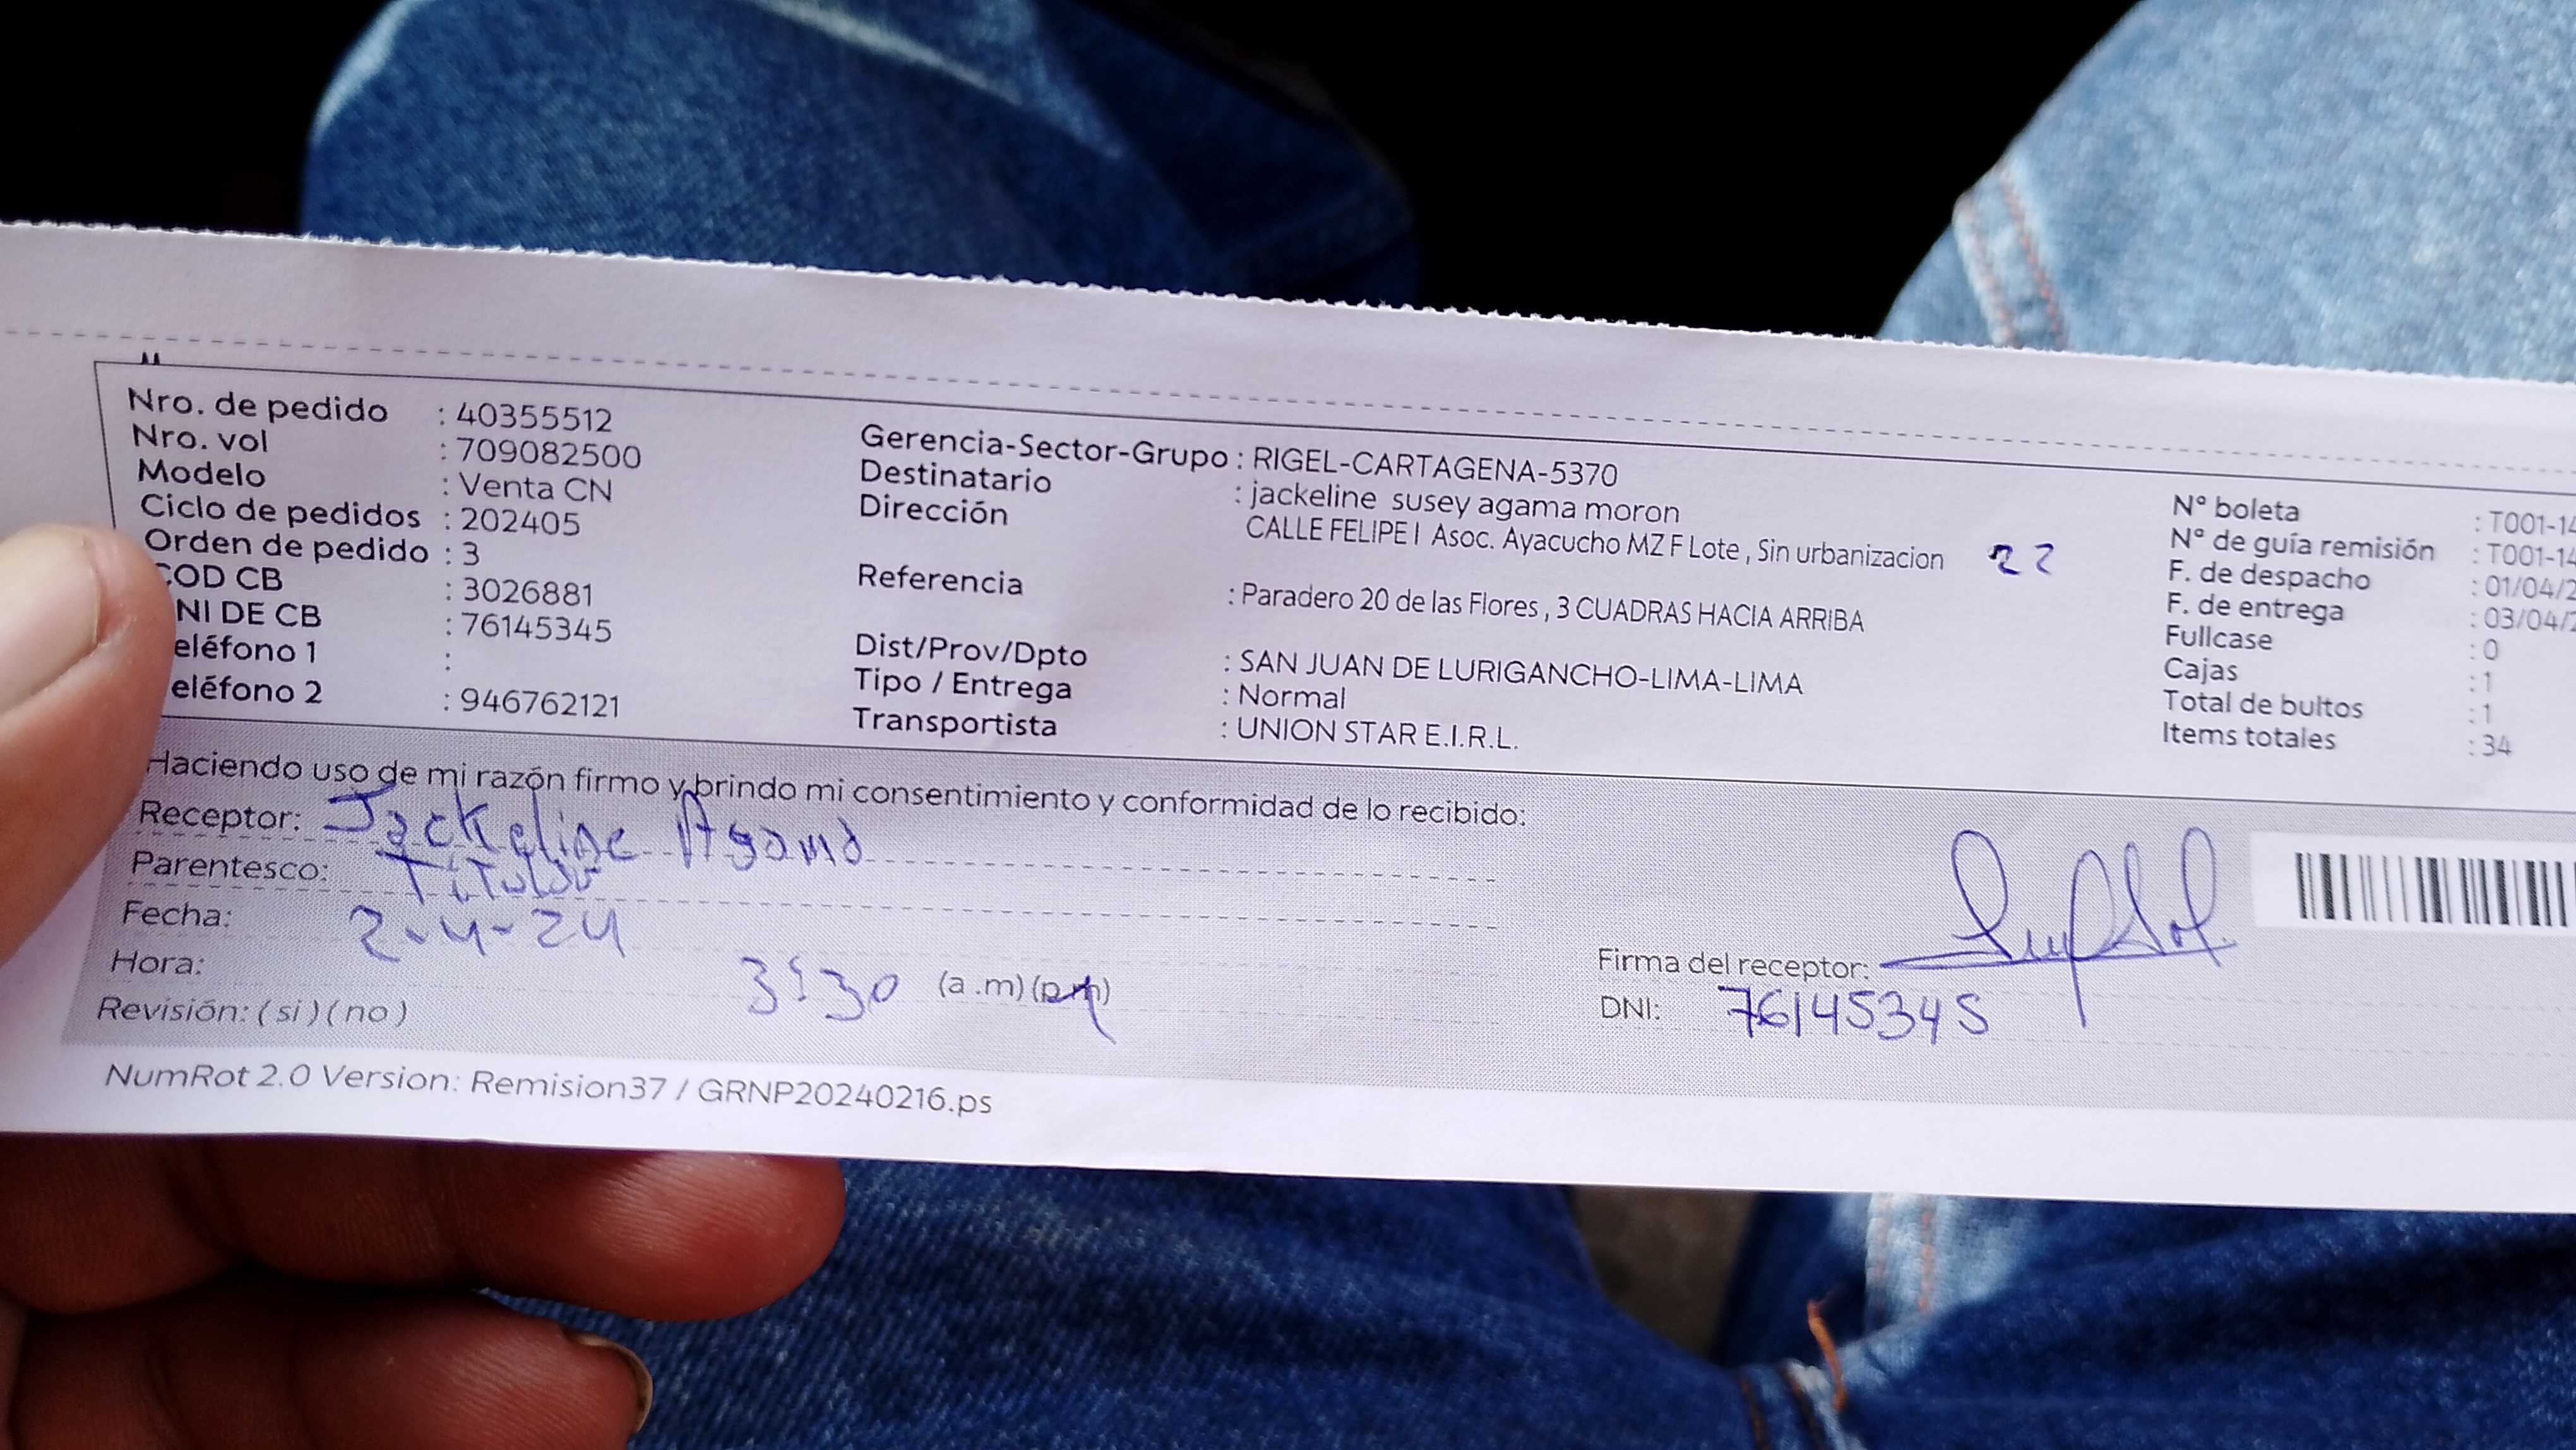 Nro. de pedido : 40355512
Nro. vol : 709082500
Modelo : Venta CN
Ciclo de pedidos : 202405
Orden de pedido : 3
COD CB : 3026881
NI DE CB : 76145345
eléfono 1 :
eléfono 2 : 946762121
Gerencia-Sector-Grupo : RIGEL-CARTAGENA-5370
Destinatario : jackeline susey agama moron
Dirección CALLE FELIPE I Asoc. Ayacucho MZ F Lote , Sin urbanizacion 22
Referencia : Paradero 20 de las Flores , 3 CUADRAS HACIA ARRIBA
Dist/Prov/Dpto : SAN JUAN DE LURIGANCHO-LIMA-LIMA
Tipo / Entrega : Normal
Transportista : UNION STAR E.I.R.L.
N° boleta : T001-14
N° de guía remisión : T001-14
F. de despacho : 01/04/2
F. de entrega : 03/04/2
Fullcase : 0
Cajas : 1
Total de bultos : 1
Items totales : 34
Haciendo uso de mi razón firmo y brindo mi consentimiento y conformidad de lo recibido:
Receptor: Jackeline Agama
Parentesco: Titular
Fecha: 2-4-24
Hora: 3:30 (a .m) (p.m)
Revisión: ( si ) ( no )
Firma del receptor:
DNI: 76145345
NumRot 2.0 Version: Remision37 / GRNP20240216.ps